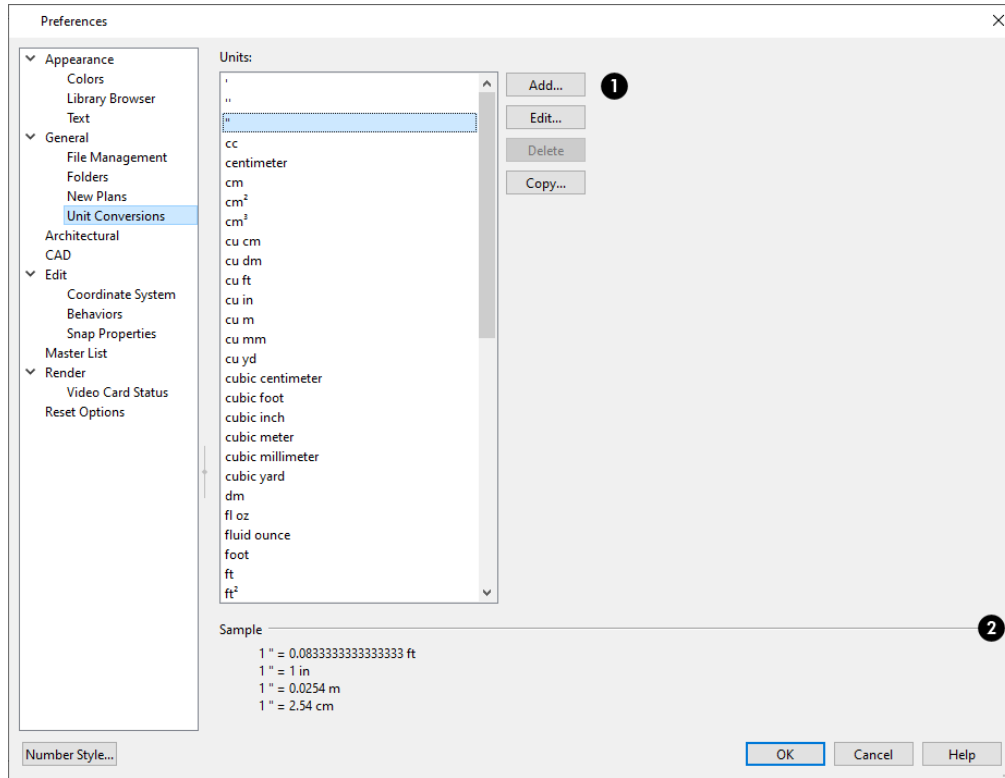 Preferences
Appearance
Colors
Library Browser
Text
General
File Management
Folders
New Plans
Unit Conversions
Architectural
CAD
Edit
Coordinate System
Behaviors
Snap Properties
Master List
Render
Video Card Status
Reset Options
Units:
'
''
"
cc
centimeter
cm
cm²
cm³
cu cm
cu dm
cu ft
cu in
cu m
cu mm
cu yd
cubic centimeter
cubic foot
cubic inch
cubic meter
cubic millimeter
cubic yard
dm
fl oz
fluid ounce
foot
ft
ft²
Add...
1
Edit...
Delete
Copy...
Sample
2
1 " = 0.0833333333333333 ft
1 " = 1 in
1 " = 0.0254 m
1 " = 2.54 cm
Number Style...
OK
Cancel
Help